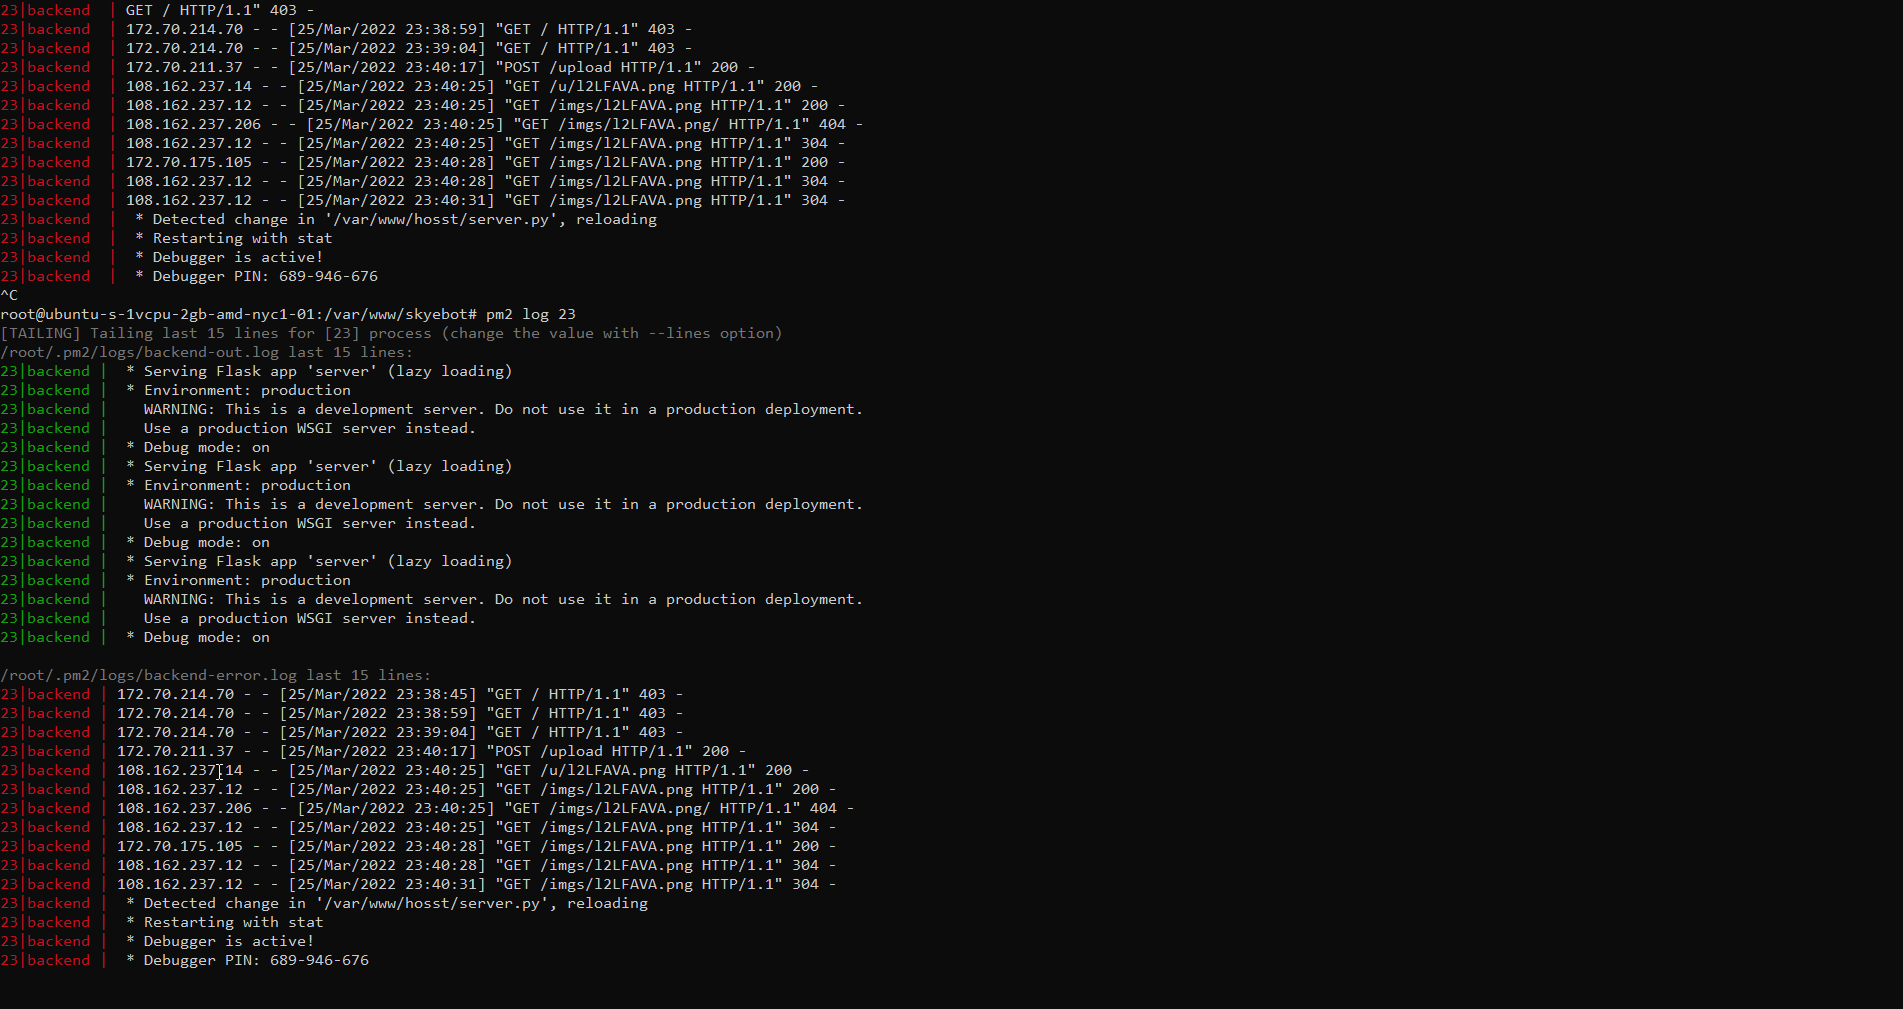 23|backend  | GET / HTTP/1.1" 403 -
23|backend  | 172.70.214.70 - - [25/Mar/2022 23:38:59] "GET / HTTP/1.1" 403 -
23|backend  | 172.70.214.70 - - [25/Mar/2022 23:39:04] "GET / HTTP/1.1" 403 -
23|backend  | 172.70.211.37 - - [25/Mar/2022 23:40:17] "POST /upload HTTP/1.1" 200 -
23|backend  | 108.162.237.14 - - [25/Mar/2022 23:40:25] "GET /u/l2LFAVA.png HTTP/1.1" 200 -
23|backend  | 108.162.237.12 - - [25/Mar/2022 23:40:25] "GET /imgs/l2LFAVA.png HTTP/1.1" 200 -
23|backend  | 108.162.237.206 - - [25/Mar/2022 23:40:25] "GET /imgs/l2LFAVA.png/ HTTP/1.1" 404 -
23|backend  | 108.162.237.12 - - [25/Mar/2022 23:40:25] "GET /imgs/l2LFAVA.png HTTP/1.1" 304 -
23|backend  | 172.70.175.105 - - [25/Mar/2022 23:40:28] "GET /imgs/l2LFAVA.png HTTP/1.1" 200 -
23|backend  | 108.162.237.12 - - [25/Mar/2022 23:40:28] "GET /imgs/l2LFAVA.png HTTP/1.1" 304 -
23|backend  | 108.162.237.12 - - [25/Mar/2022 23:40:31] "GET /imgs/l2LFAVA.png HTTP/1.1" 304 -
23|backend  |  * Detected change in '/var/www/hosst/server.py', reloading
23|backend  |  * Restarting with stat
23|backend  |  * Debugger is active!
23|backend  |  * Debugger PIN: 689-946-676
^C
root@ubuntu-s-1vcpu-2gb-amd-nyc1-01:/var/www/skyebot# pm2 log 23
[TAILING] Tailing last 15 lines for [23] process (change the value with --lines option)
/root/.pm2/logs/backend-out.log last 15 lines:
23|backend |  * Serving Flask app 'server' (lazy loading)
23|backend |  * Environment: production
23|backend |    WARNING: This is a development server. Do not use it in a production deployment.
23|backend |    Use a production WSGI server instead.
23|backend |  * Debug mode: on
23|backend |  * Serving Flask app 'server' (lazy loading)
23|backend |  * Environment: production
23|backend |    WARNING: This is a development server. Do not use it in a production deployment.
23|backend |    Use a production WSGI server instead.
23|backend |  * Debug mode: on
23|backend |  * Serving Flask app 'server' (lazy loading)
23|backend |  * Environment: production
23|backend |    WARNING: This is a development server. Do not use it in a production deployment.
23|backend |    Use a production WSGI server instead.
23|backend |  * Debug mode: on
/root/.pm2/logs/backend-error.log last 15 lines:
23|backend | 172.70.214.70 - - [25/Mar/2022 23:38:45] "GET / HTTP/1.1" 403 -
23|backend | 172.70.214.70 - - [25/Mar/2022 23:38:59] "GET / HTTP/1.1" 403 -
23|backend | 172.70.214.70 - - [25/Mar/2022 23:39:04] "GET / HTTP/1.1" 403 -
23|backend | 172.70.211.37 - - [25/Mar/2022 23:40:17] "POST /upload HTTP/1.1" 200 -
23|backend | 108.162.237.14 - - [25/Mar/2022 23:40:25] "GET /u/l2LFAVA.png HTTP/1.1" 200 -
23|backend | 108.162.237.12 - - [25/Mar/2022 23:40:25] "GET /imgs/l2LFAVA.png HTTP/1.1" 200 -
23|backend | 108.162.237.206 - - [25/Mar/2022 23:40:25] "GET /imgs/l2LFAVA.png/ HTTP/1.1" 404 -
23|backend | 108.162.237.12 - - [25/Mar/2022 23:40:25] "GET /imgs/l2LFAVA.png HTTP/1.1" 304 -
23|backend | 172.70.175.105 - - [25/Mar/2022 23:40:28] "GET /imgs/l2LFAVA.png HTTP/1.1" 200 -
23|backend | 108.162.237.12 - - [25/Mar/2022 23:40:28] "GET /imgs/l2LFAVA.png HTTP/1.1" 304 -
23|backend | 108.162.237.12 - - [25/Mar/2022 23:40:31] "GET /imgs/l2LFAVA.png HTTP/1.1" 304 -
23|backend |  * Detected change in '/var/www/hosst/server.py', reloading
23|backend |  * Restarting with stat
23|backend |  * Debugger is active!
23|backend |  * Debugger PIN: 689-946-676